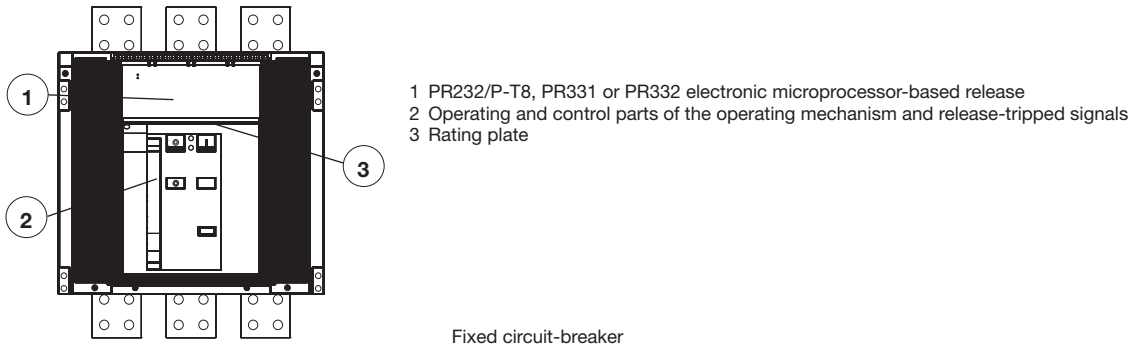 1 PR232/P-T8, PR331 or PR332 electronic microprocessor-based release
2 Operating and control parts of the operating mechanism and release-tripped signals
3 Rating plate
1
3
2
Fixed circuit-breaker